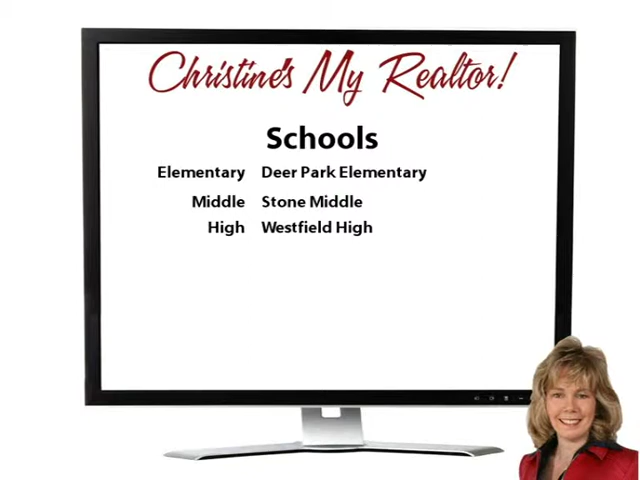 Christine's My Realtor!
Schools
Elementary Deer Park Elementary
Middle Stone Middle
High Westfield High